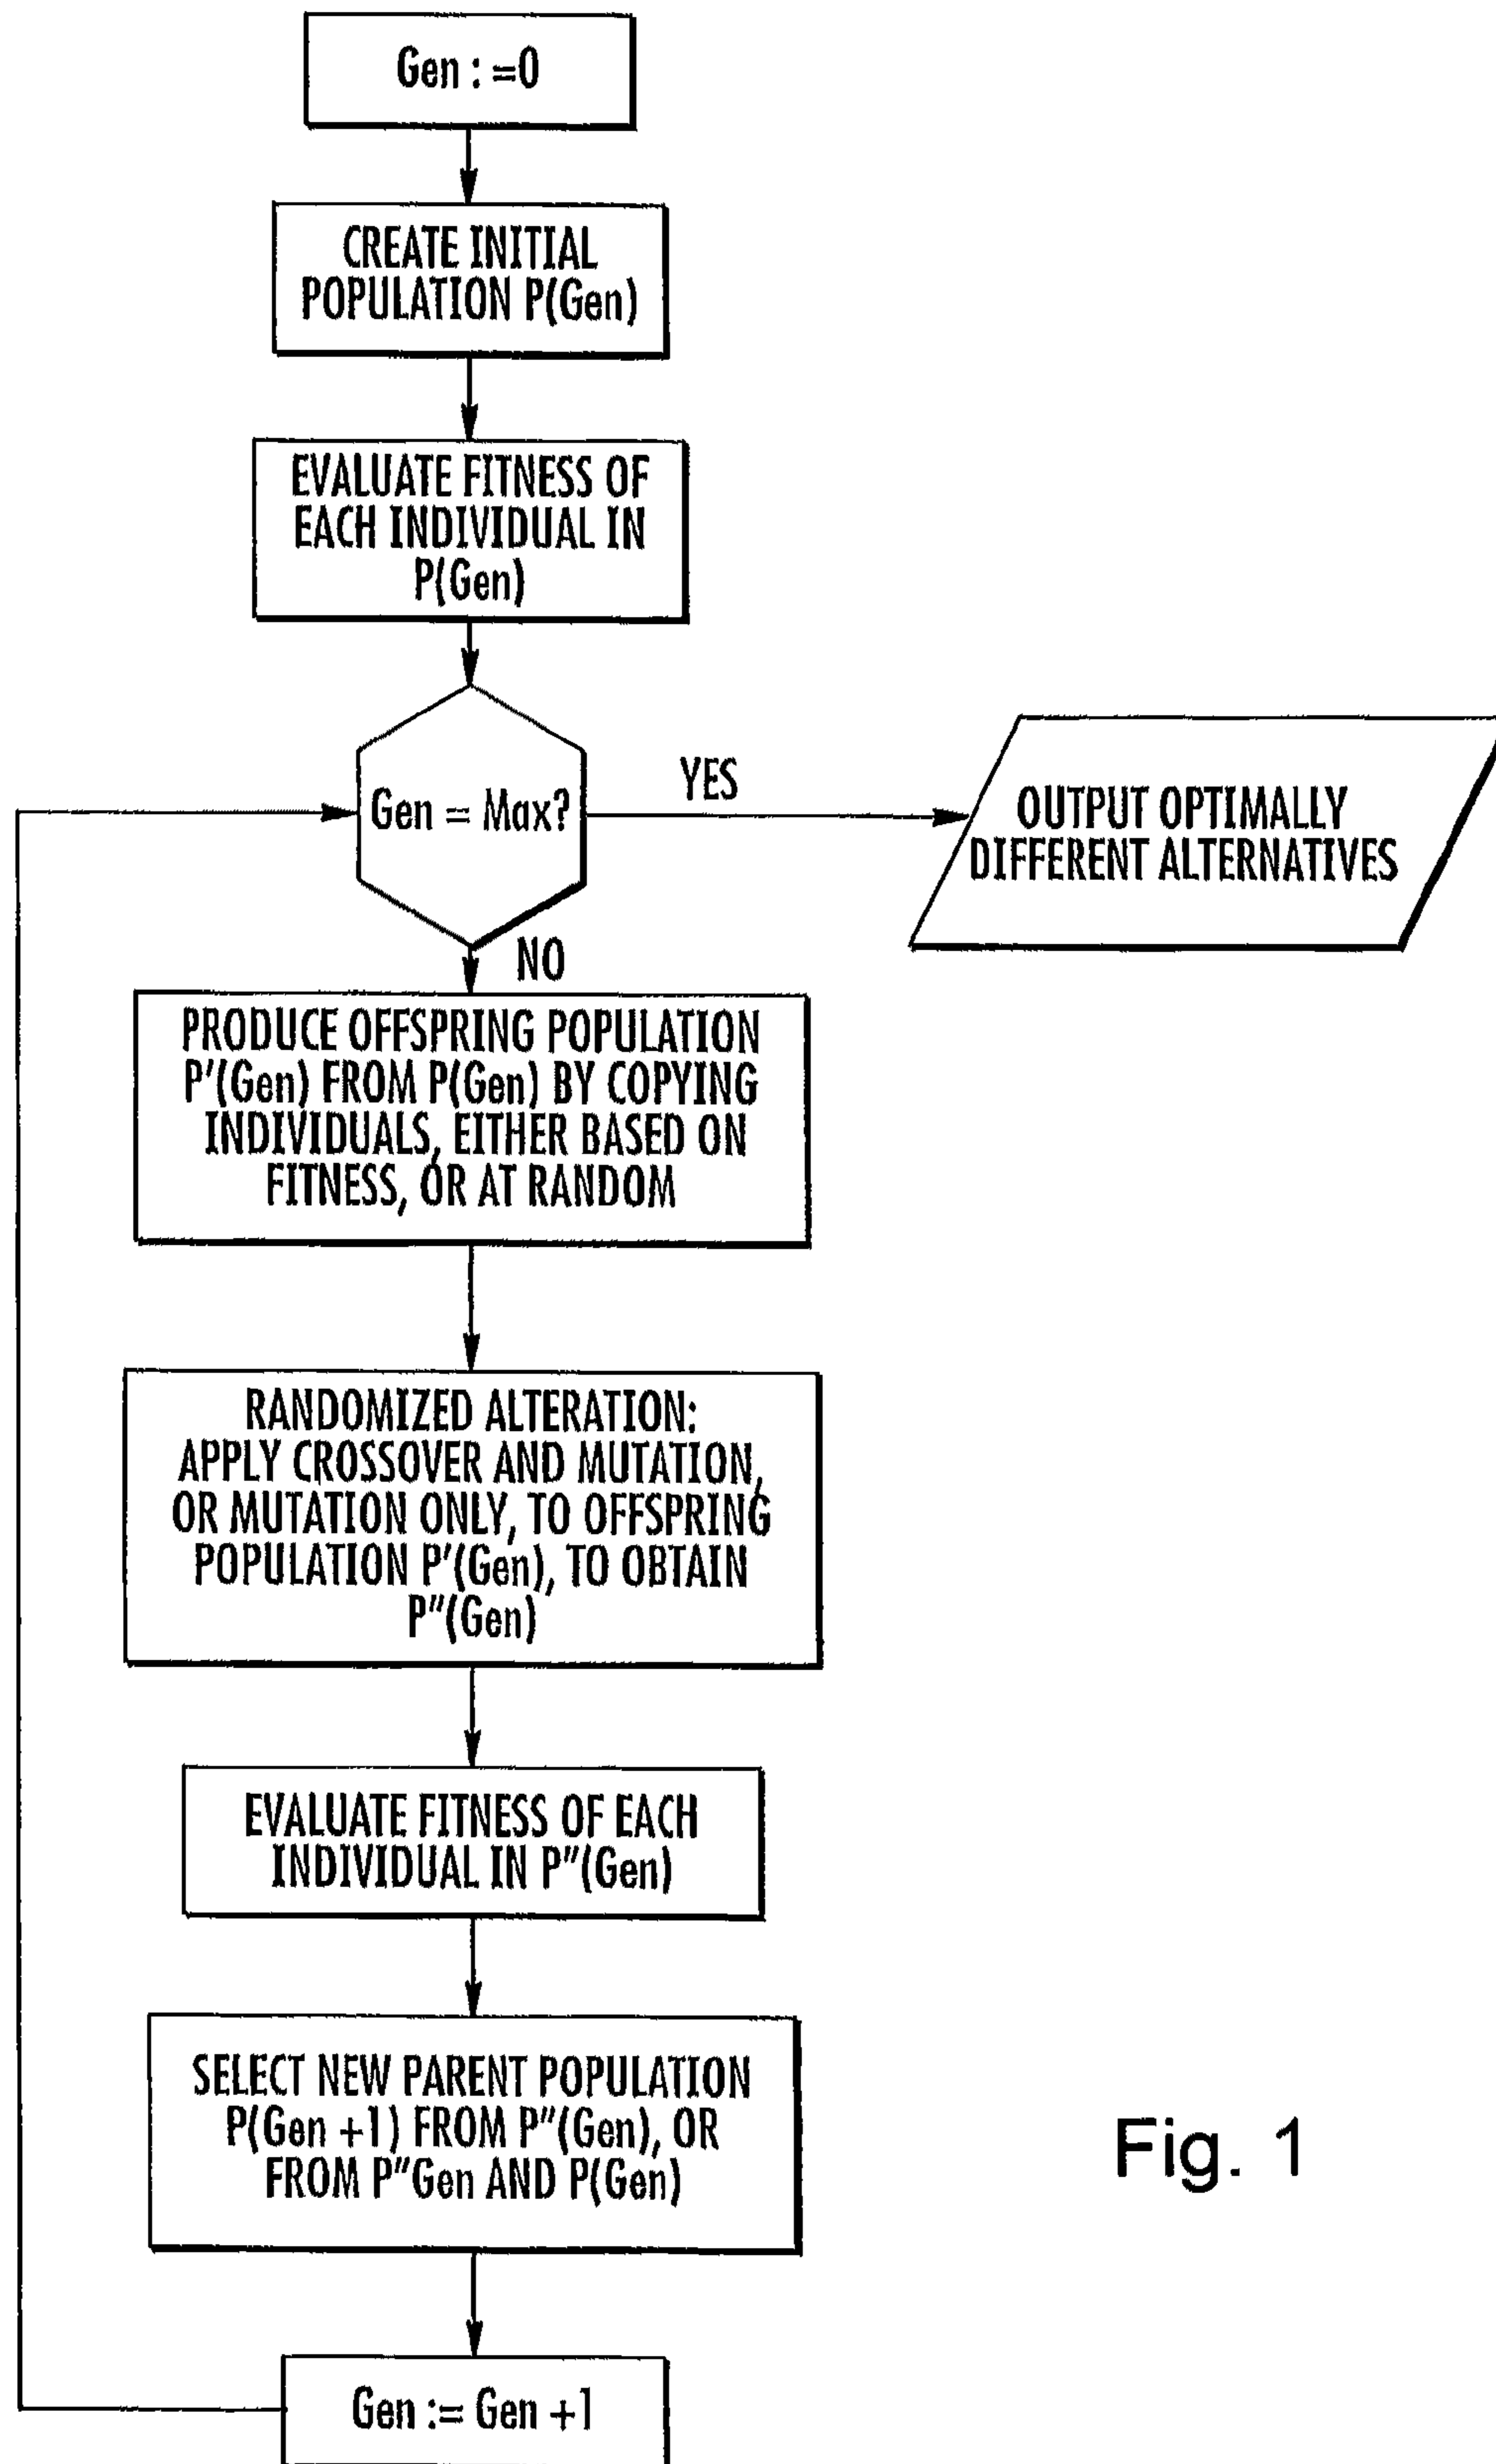 Gen : =0
CREATE INITIAL
POPULATION P(Gen)
EVALUATE FITNESS OF
EACH INDIVIDUAL IN
P(Gen)
Gen = Max?
YES
OUTPUT OPTIMALLY
DIFFERENT ALTERNATIVES
NO
PRODUCE OFFSPRING POPULATION
P'(Gen) FROM P(Gen) BY COPYING
INDIVIDUALS, EITHER BASED ON
FITNESS, OR AT RANDOM
RANDOMIZED ALTERATION:
APPLY CROSSOVER AND MUTATION,
OR MUTATION ONLY, TO OFFSPRING
POPULATION P'(Gen), TO OBTAIN
P"(Gen)
EVALUATE FITNESS OF EACH
INDIVIDUAL IN P"(Gen)
SELECT NEW PARENT POPULATION
P(Gen +1) FROM P"(Gen), OR
FROM P"Gen AND P(Gen)
Gen := Gen +1
Fig. 1